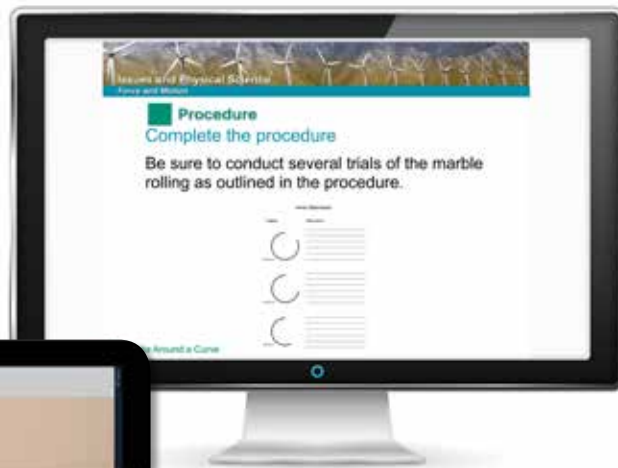 Issues and Physical Science
Force and Motion
Procedure
Complete the procedure
Be sure to conduct several trials of the marble
rolling as outlined in the procedure.
Around a Curve